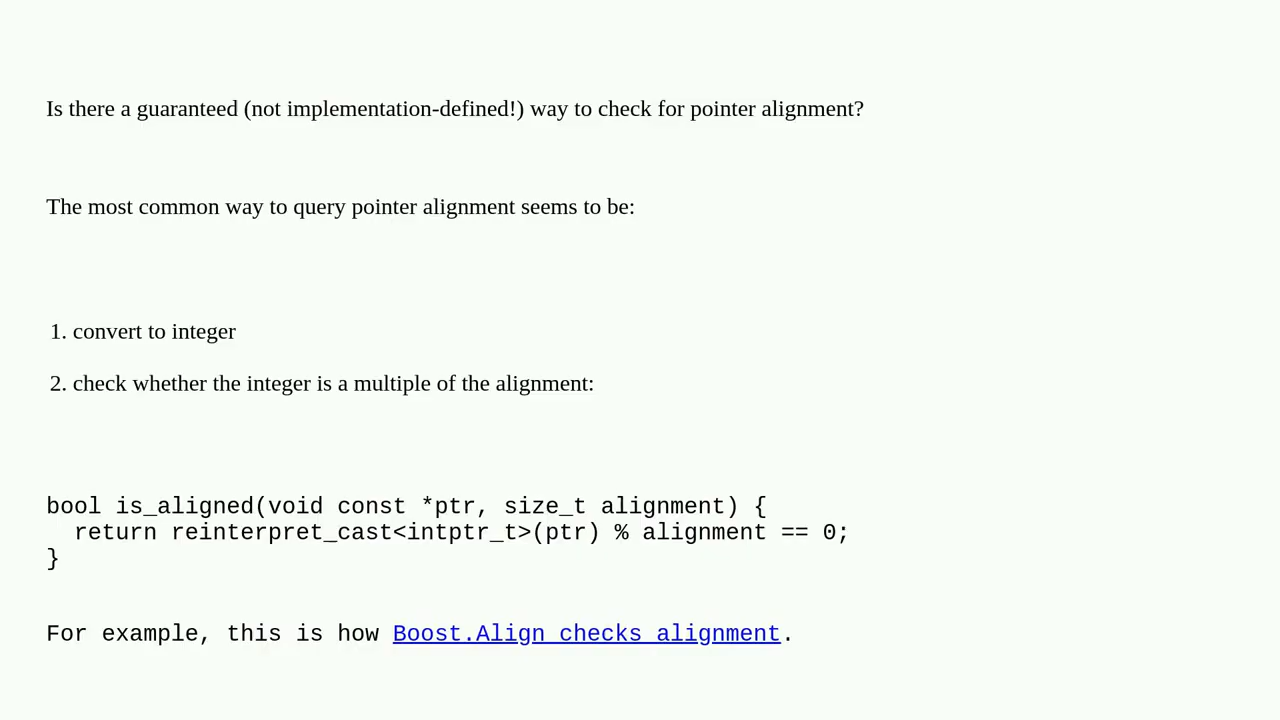 Is there a guaranteed (not implementation-defined!) way to check for pointer alignment?
The most common way to query pointer alignment seems to be:
1. convert to integer
2. check whether the integer is a multiple of the alignment:
bool is_aligned(void const *ptr, size_t alignment) {
  return reinterpret_cast<intptr_t>(ptr) % alignment == 0;
}
For example, this is how Boost.Align checks alignment.